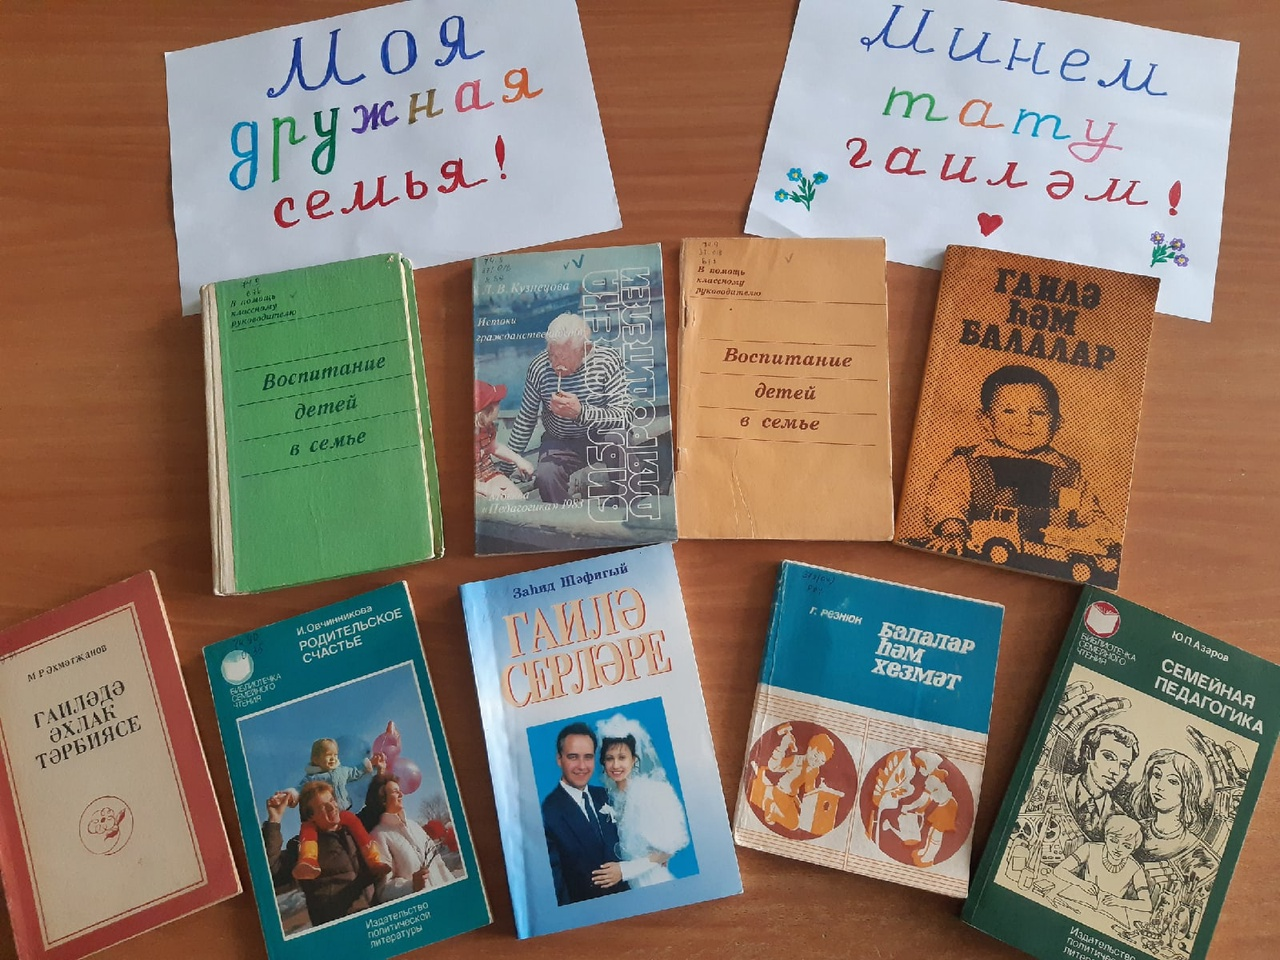 Моя
дружная
семья!
Минем
тату
гаиләм!
В помощь
классному
руководителю
Воспитание
детей
в семье
Л. В. Кузнецова
Истоки
«Педагогика» 1983
В помощь
классному
руководителю
Воспитание
детей
в семье
ГАИЛӘ
ҺӘМ
БАЛАЛАР
М.Р.Әхмәтҗанов
ГАИЛӘДӘ
ӘХЛАК
ТӘРБИЯСЕ
БИБЛИОТЕЧКА
СЕМЕЙНОГО
ЧТЕНИЯ
И.Овчинникова
РОДИТЕЛЬСКОЕ
СЧАСТЬЕ
Издательство
политической
литературы
Заһид Шәфигый
ГАИЛӘ
СЕРЛӘРЕ
Г. РЕЗНЮК
БАЛАЛАР
ҺӘМ
ХЕЗМӘТ
БИБЛИОТЕЧКА
СЕМЕЙНОГО
ЧТЕНИЯ
Ю.П.Азаров
СЕМЕЙНАЯ
ПЕДАГОГИКА
Издательство